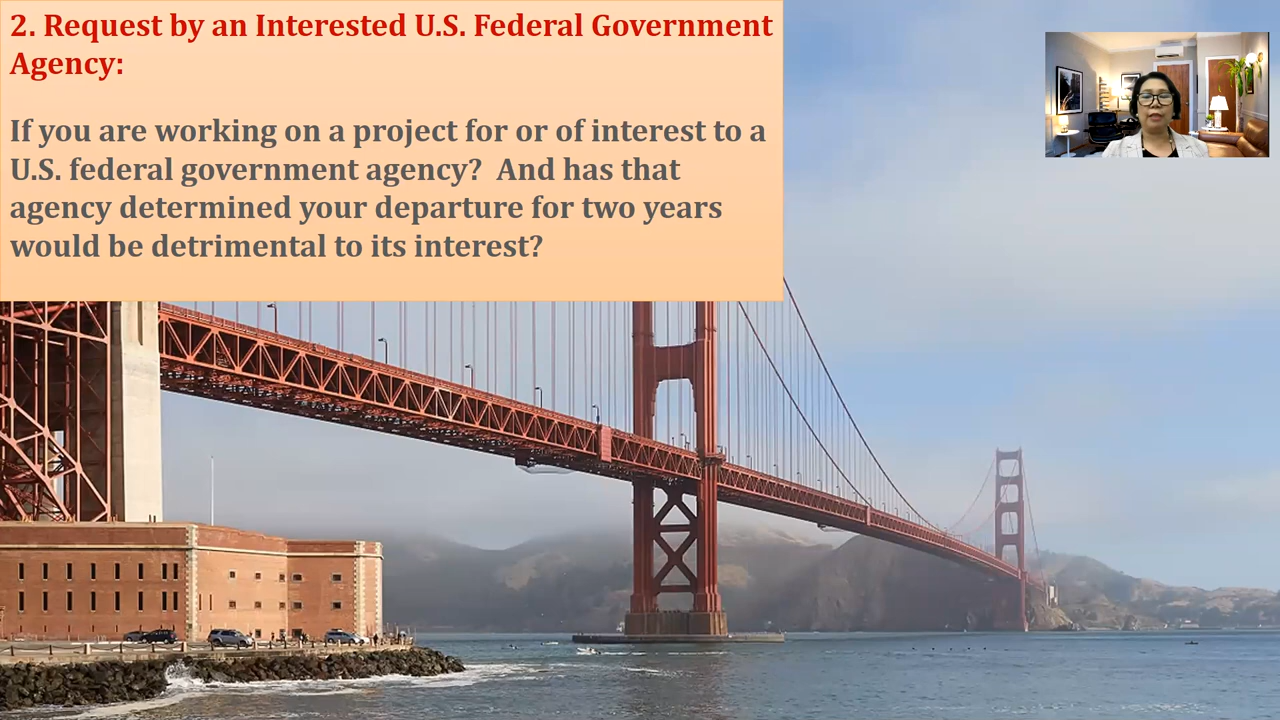 2. Request by an Interested U.S. Federal Government
Agency:
If you are working on a project for or of interest to a
U.S. federal government agency?  And has that
agency determined your departure for two years
would be detrimental to its interest?